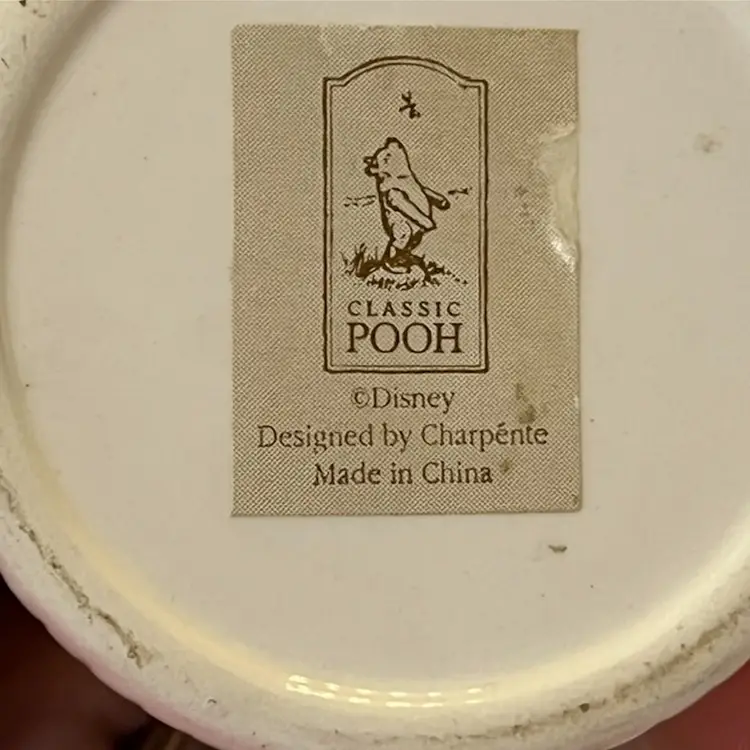 CLASSIC
POOH
©Disney
Designed by Charpénte
Made in China